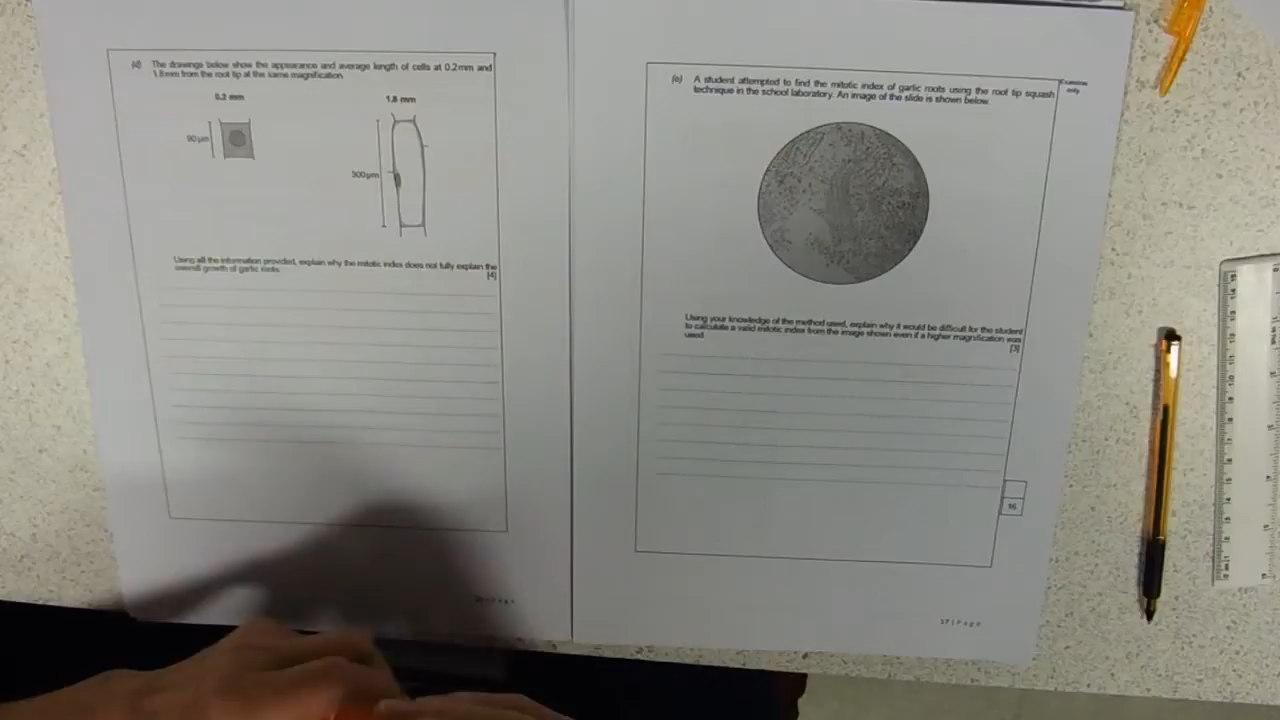 (d) The drawings below show the appearance and average length of cells at 0.2mm and
1.8mm from the root tip at the same magnification.
0.2 mm
1.8 mm
90µm
300µm
Using all the information provided, explain why the mitotic index does not fully explain the
overall growth of garlic roots.
[4]
Page
(e) A student attempted to find the mitotic index of garlic roots using the root tip squash
technique in the school laboratory. An image of the slide is shown below.
Examiner
only
Using your knowledge of the method used, explain why it would be difficult for the student
to calculate a valid mitotic index from the image shown even if a higher magnification was
used.
[3]
16
17 | Page